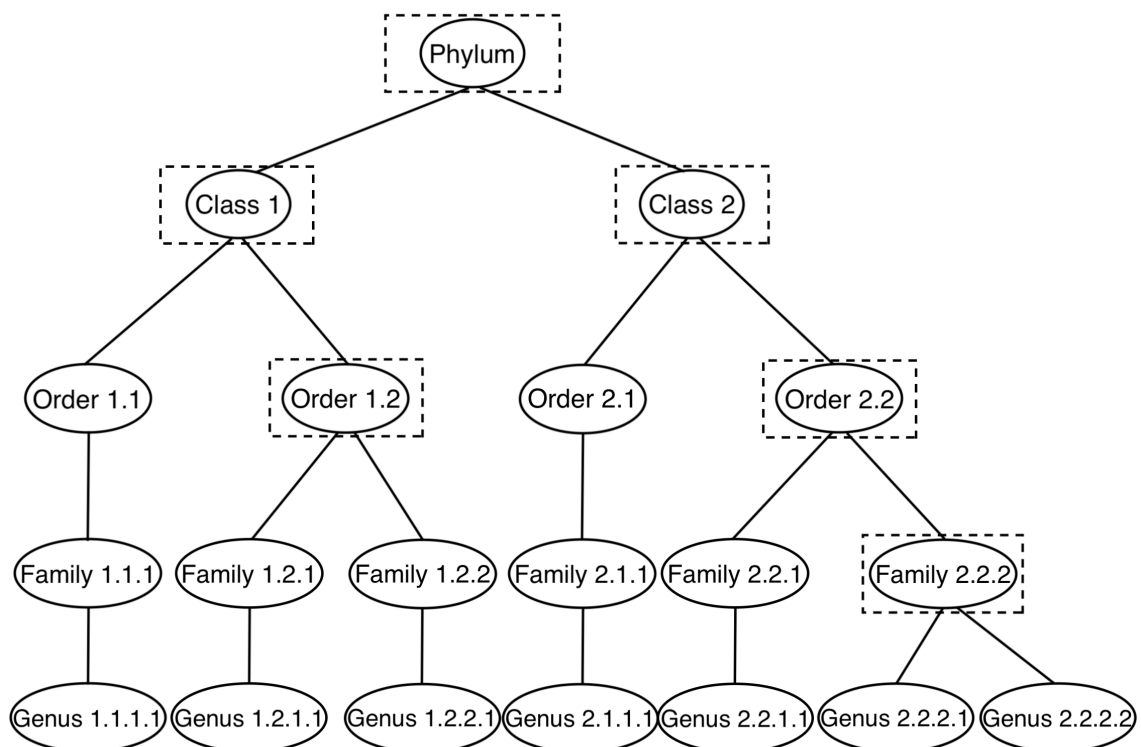 Phylum
Class 1
Class 2
Order 1.1
Order 1.2
Order 2.1
Order 2.2
Family 1.1.1
Family 1.2.1
Family 1.2.2
Family 2.1.1
Family 2.2.1
Family 2.2.2
Genus 1.1.1.1
Genus 1.2.1.1
Genus 1.2.2.1
Genus 2.1.1.1
Genus 2.2.1.1
Genus 2.2.2.1
Genus 2.2.2.2